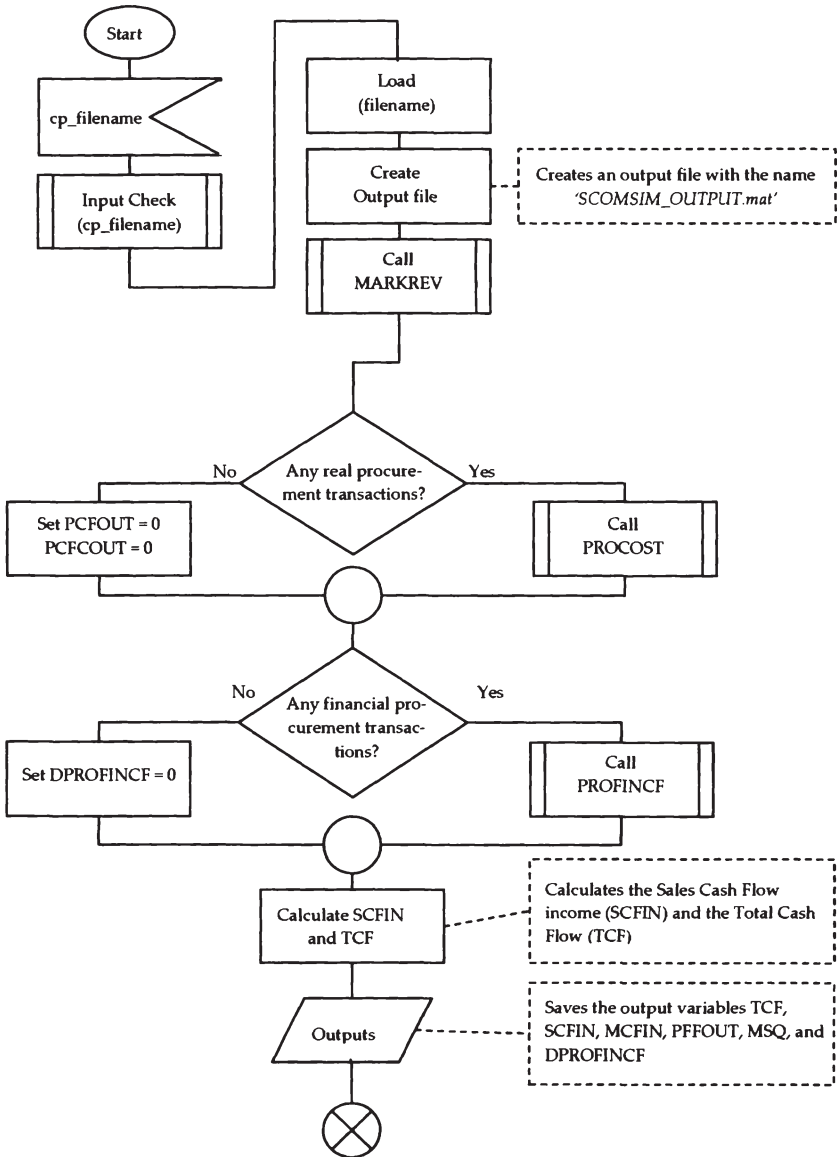 Start
cp_filename
Input Check
(cp_filename)
Load
(filename)
Create
Output file
Creates an output file with the name
'SCOMSIM_OUTPUT.mat'
Call
MARKREV
Any real procure-
ment transactions?
No
Yes
Set PCFOUT = 0
PCFCOUT = 0
Call
PROCOST
Any financial pro-
curement transac-
tions?
No
Yes
Set DPROFINCF = 0
Call
PROFINCF
Calculate SCFIN
and TCF
Calculates the Sales Cash Flow
income (SCFIN) and the Total Cash
Flow (TCF)
Outputs
Saves the output variables TCF,
SCFIN, MCFIN, PFFOUT, MSQ, and
DPROFINCF